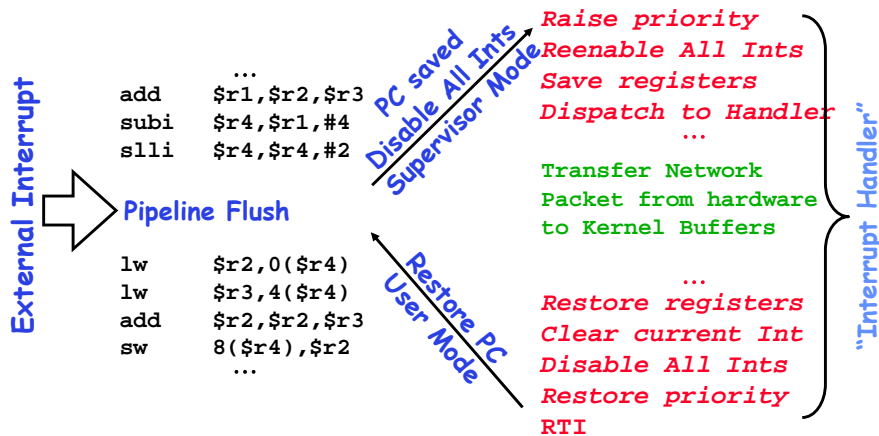 External Interrupt
…
add $r1,$r2,$r3
subi $r4,$r1,#4
slli $r4,$r4,#2
Pipeline Flush
lw $r2,0($r4)
lw $r3,4($r4)
add $r2,$r2,$r3
sw 8($r4),$r2
…
PC saved
Disable All Ints
Supervisor Mode
Restore PC
User Mode
Raise priority
Reenable All Ints
Save registers
Dispatch to Handler
…
Transfer Network
Packet from hardware
to Kernel Buffers
…
Restore registers
Clear current Int
Disable All Ints
Restore priority
RTI
“Interrupt Handler”